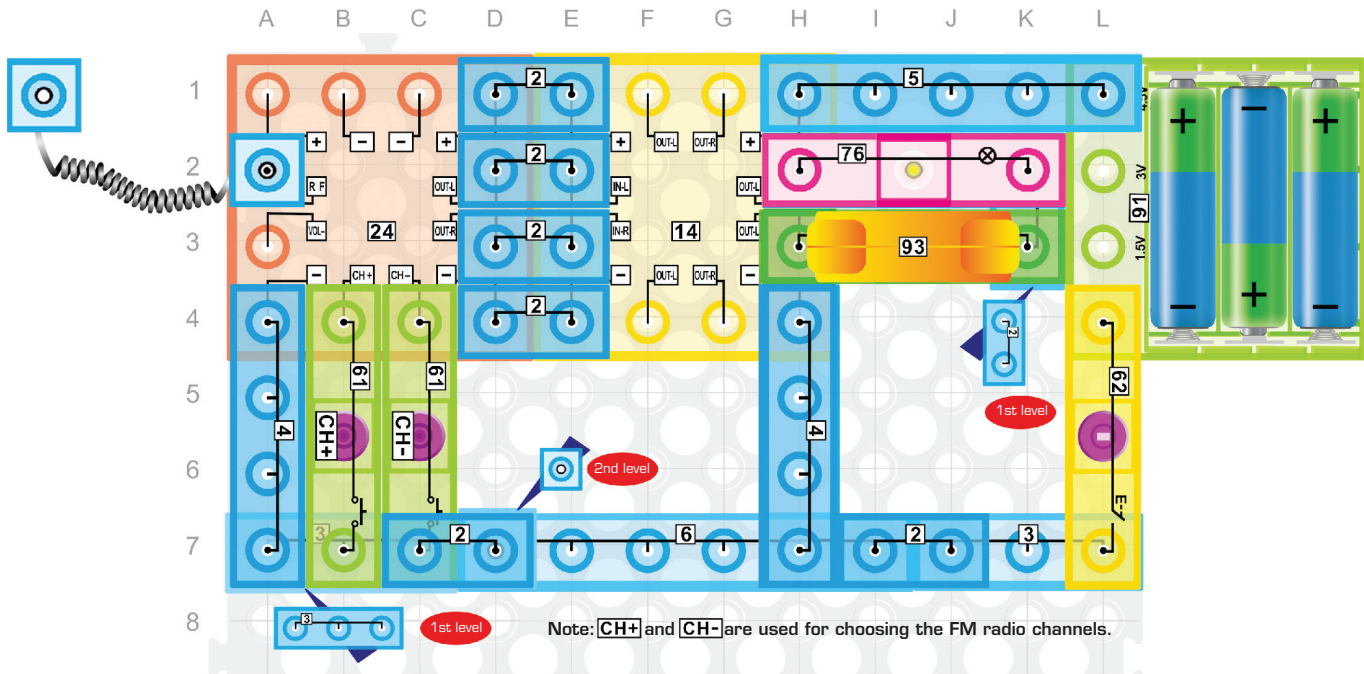 A B C D E F G H I J K L
1
2
3
4
5
6
7
8
+ − − +
R F OUT-L
VOL- 24 OUT-R
− CH+ CH- −
2
2
2
2
+ OUT-L OUT-R +
IN-L OUT-L
IN-R 14 OUT-L
− OUT-L OUT-R −
5
76
93
4.5V
3V
1.5V
91
+ − +
− + −
4
61
CH+
61
CH-
4
2
1st level
62
E
2nd level
3 2 6 2 3
3
1st level
Note: CH+ and CH- are used for choosing the FM radio channels.